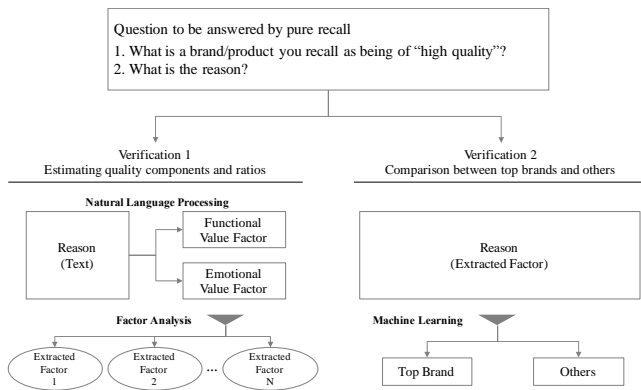 Question to be answered by pure recall
1. What is a brand/product you recall as being of “high quality”?
2. What is the reason?
Verification 1
Estimating quality components and ratios
Verification 2
Comparison between top brands and others
Natural Language Processing
Reason
(Text)
Functional
Value Factor
Emotional
Value Factor
Reason
(Extracted Factor)
Factor Analysis
Machine Learning
Extracted
Factor
1
Extracted
Factor
2
...
Extracted
Factor
N
Top Brand
Others